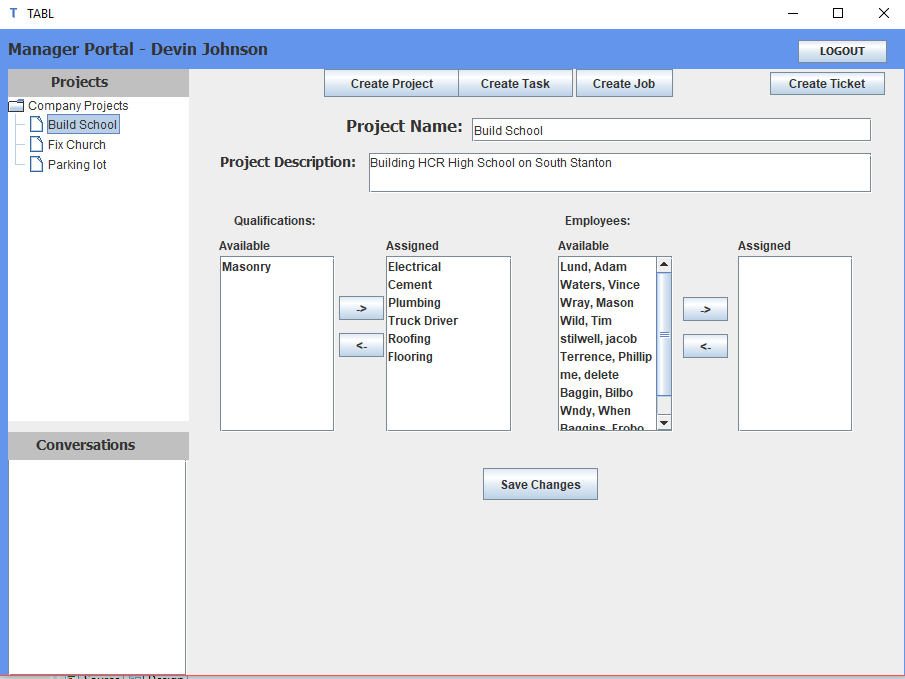 T TABL
Manager Portal - Devin Johnson
LOGOUT
Projects
Company Projects
Build School
Fix Church
Parking lot
Conversations
Create Project
Create Task
Create Job
Create Ticket
Project Name:
Build School
Project Description:
Building HCR High School on South Stanton
Qualifications:
Available
Masonry
->
<-
Assigned
Electrical
Cement
Plumbing
Truck Driver
Roofing
Flooring
Employees:
Available
Lund, Adam
Waters, Vince
Wray, Mason
Wild, Tim
stilwell, jacob
Terrence, Phillip
me, delete
Baggin, Bilbo
Wndy, When
Baggins, Frobo
->
<-
Assigned
Save Changes